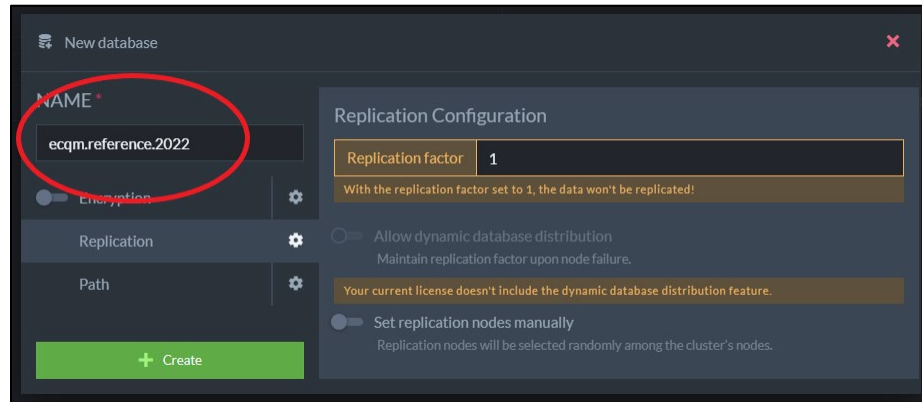 New database
NAME *
ecqm.reference.2022
Encryption
Replication
Path
Create
Replication Configuration
Replication factor 1
With the replication factor set to 1, the data won't be replicated!
Allow dynamic database distribution
Maintain replication factor upon node failure.
Your current license doesn't include the dynamic database distribution feature.
Set replication nodes manually
Replication nodes will be selected randomly among the cluster's nodes.